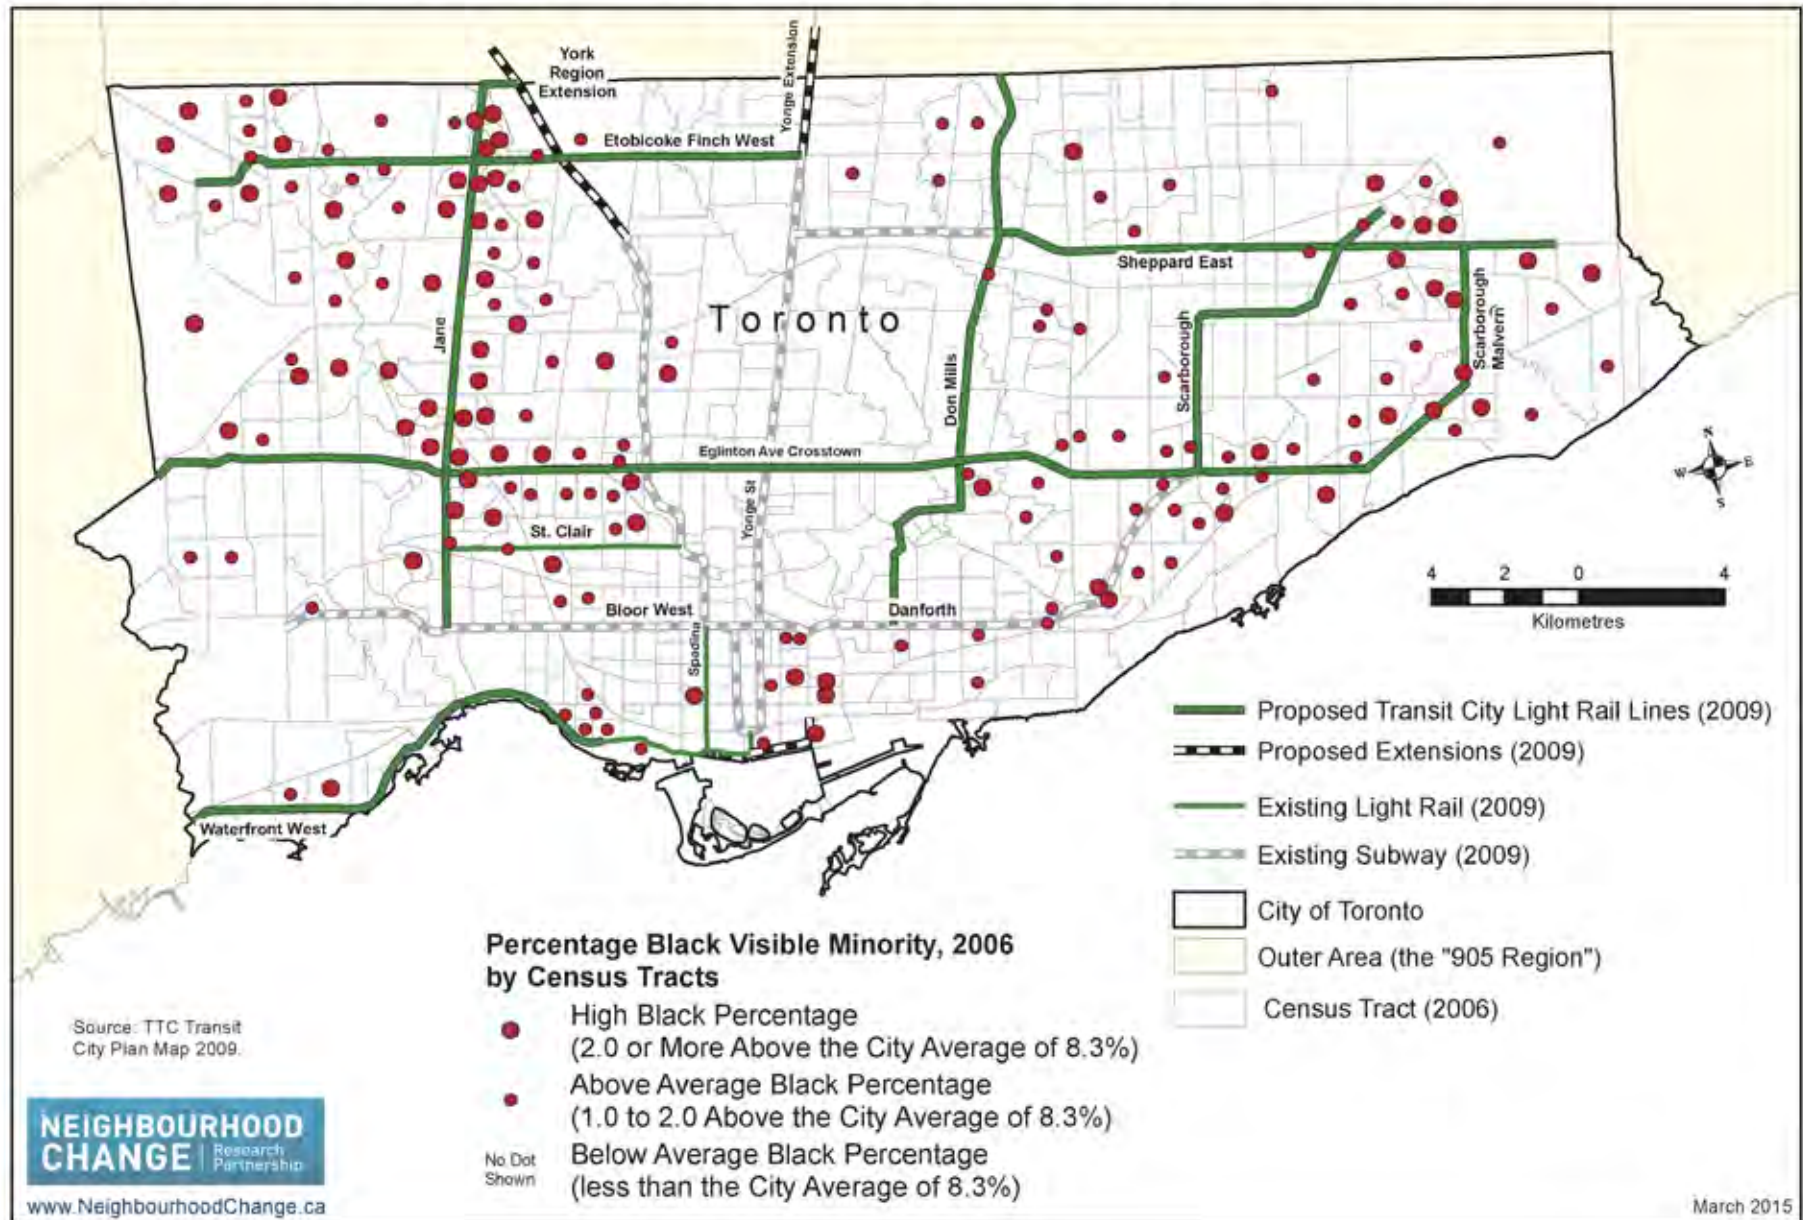 York
Region
Extension
Yonge Extension
Etobicoke Finch West
Sheppard East
Toronto
Jane
Don Mills
Scarborough
Scarborough
Malvern
Eglinton Ave Crosstown
Yonge St
St. Clair
Bloor West
Danforth
Spadina
Waterfront West
N
W E
S
4 2 0 4
Kilometres
Proposed Transit City Light Rail Lines (2009)
Proposed Extensions (2009)
Existing Light Rail (2009)
Existing Subway (2009)
City of Toronto
Outer Area (the "905 Region")
Census Tract (2006)
Percentage Black Visible Minority, 2006
by Census Tracts
High Black Percentage
(2.0 or More Above the City Average of 8.3%)
Above Average Black Percentage
(1.0 to 2.0 Above the City Average of 8.3%)
No Dot
Shown
Below Average Black Percentage
(less than the City Average of 8.3%)
Source: TTC Transit
City Plan Map 2009.
NEIGHBOURHOOD
CHANGE Research
Partnership
www.NeighbourhoodChange.ca
March 2015